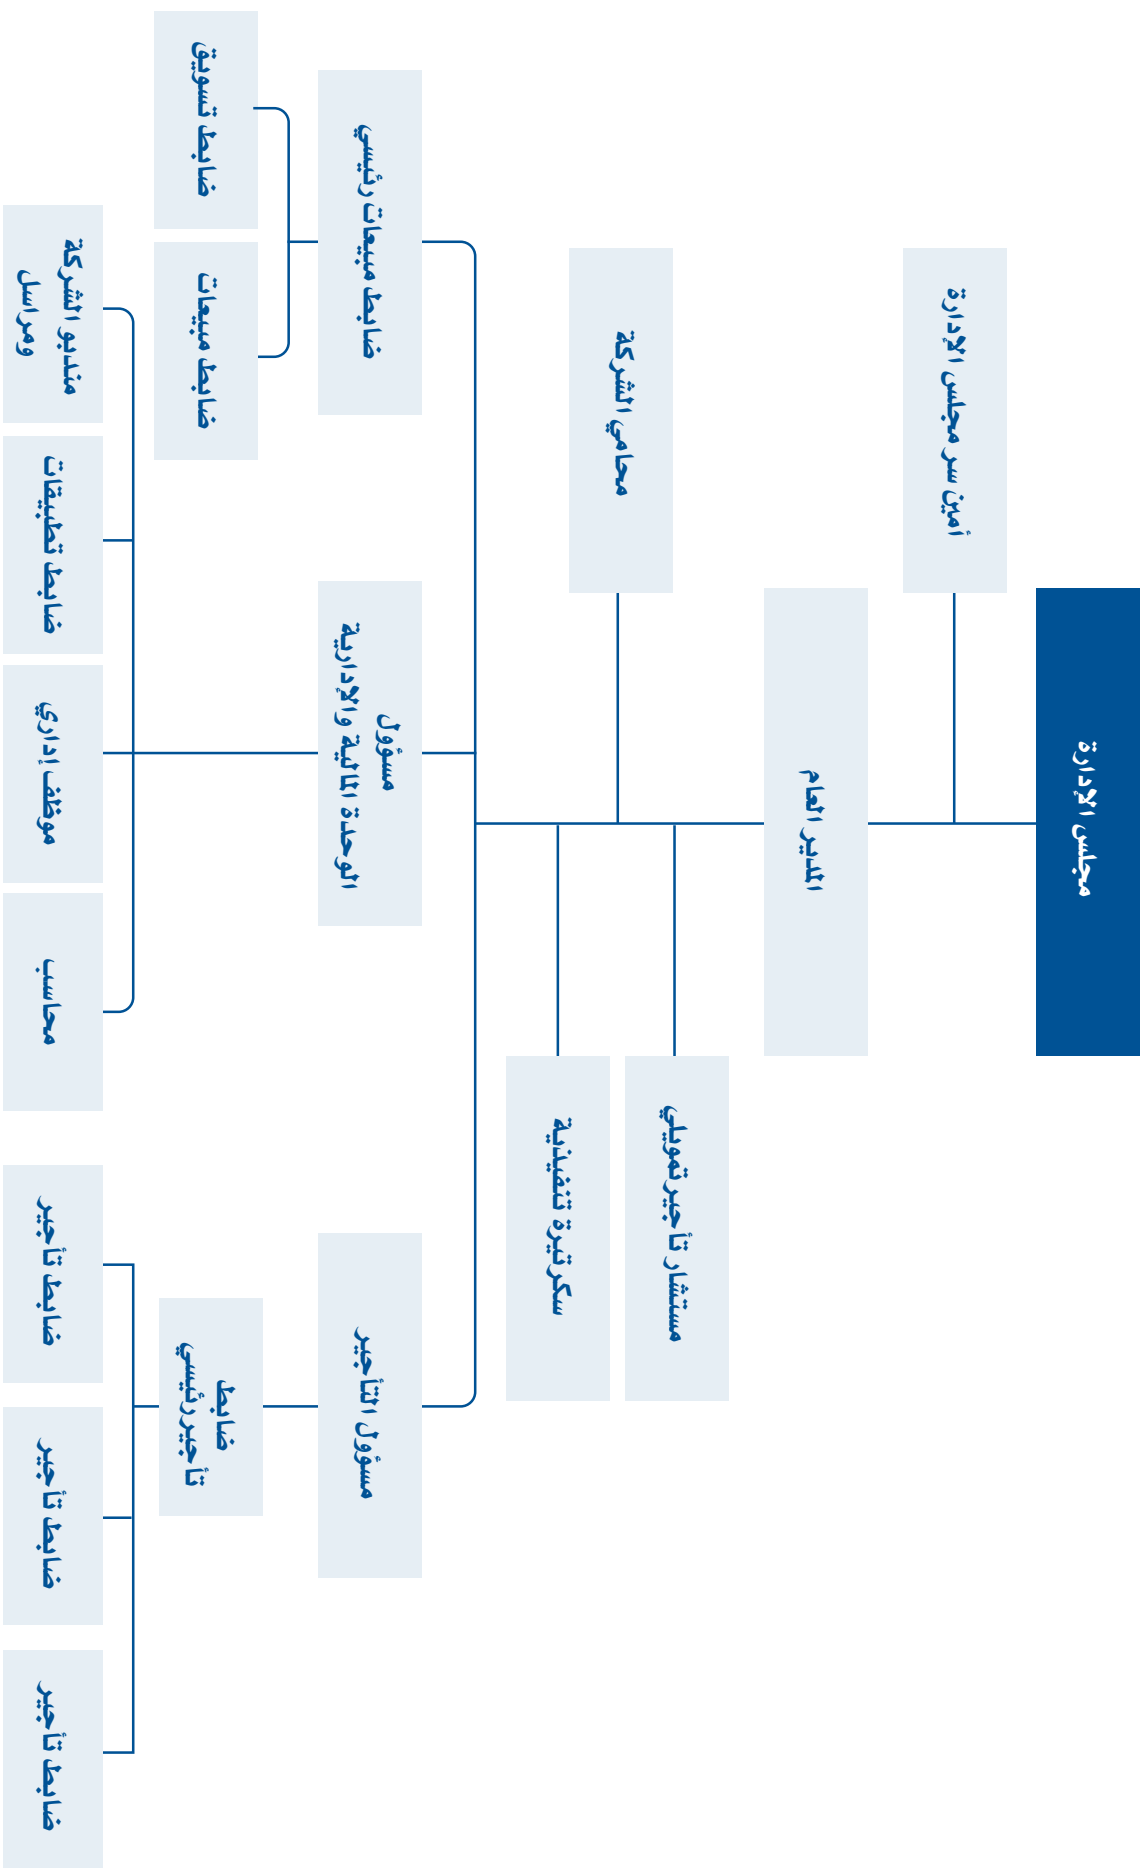 مجلس الإدارة
أمين سر مجلس الإدارة
المدير العام
مستشار تأجير تمويلي
محامي الشركة
سكرتيرة تنفيذية
ضابط مبيعات رئيسي
مسؤول
الوحدة المالية والإدارية
مسؤول التأجير
ضابط تسويق
ضابط مبيعات
ضابط
تأجير رئيسي
مندبو الشركة
ومراسل
ضابط تطبيقات
موظف إداري
محاسب
ضابط تأجير
ضابط تأجير
ضابط تأجير